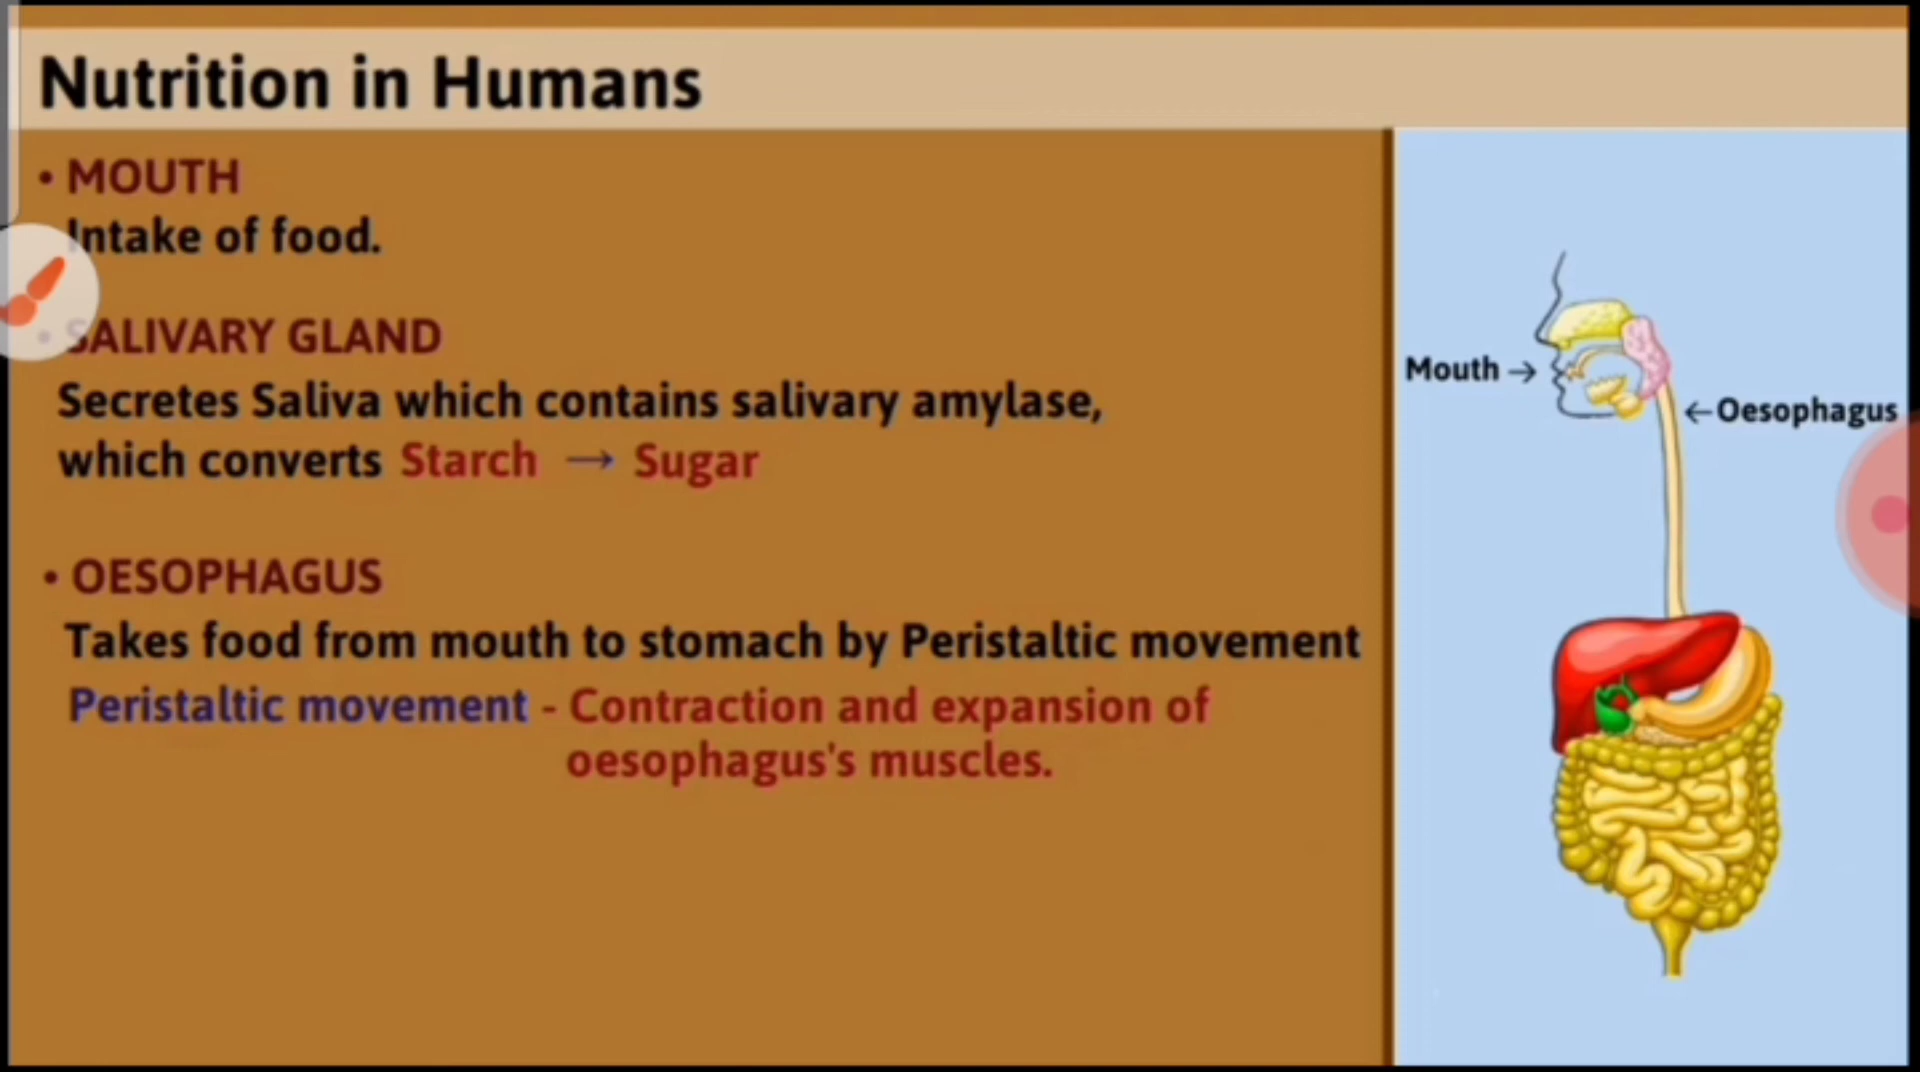 Nutrition in Humans
• MOUTH
Intake of food.
• SALIVARY GLAND
Secretes Saliva which contains salivary amylase,
which converts Starch → Sugar
• OESOPHAGUS
Takes food from mouth to stomach by Peristaltic movement
Peristaltic movement - Contraction and expansion of
oesophagus's muscles.
Mouth →
←Oesophagus